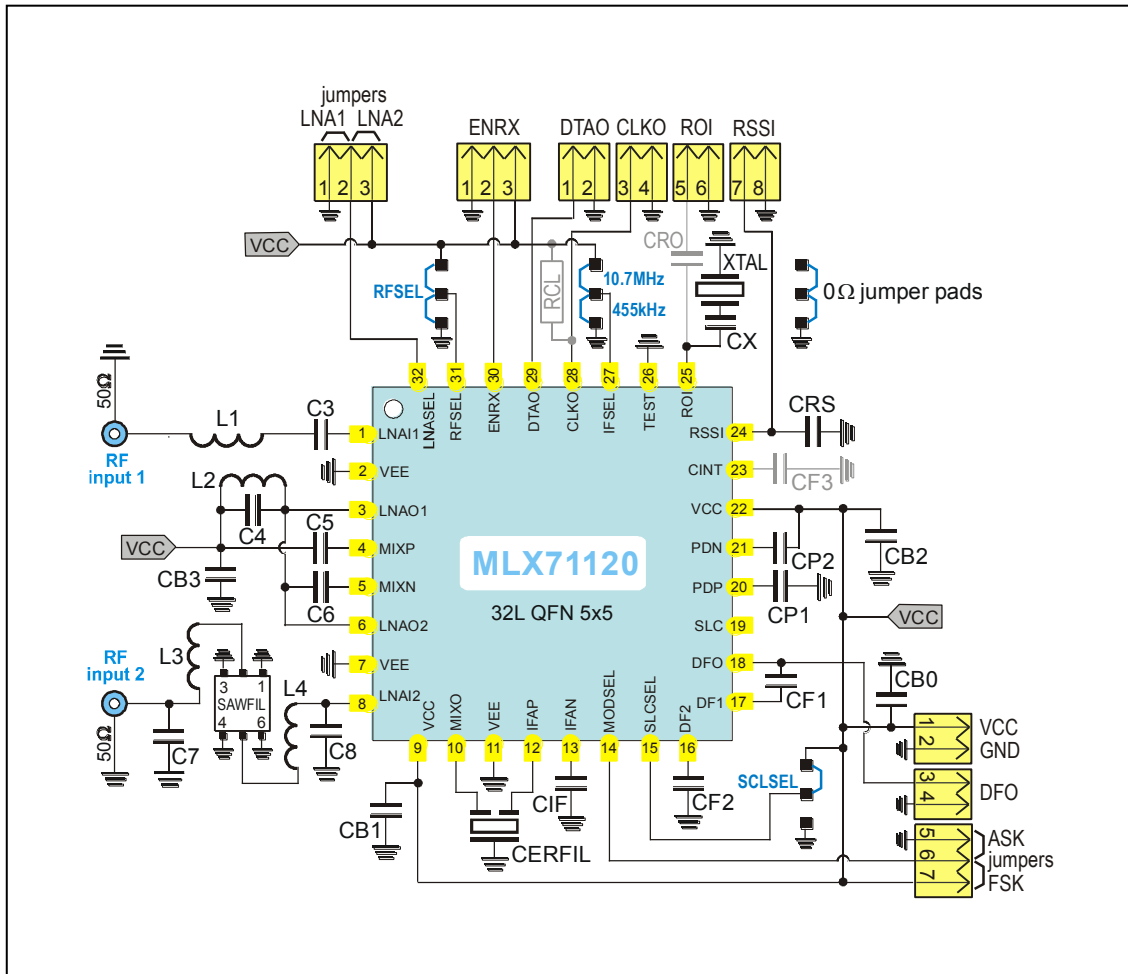 jumpers
LNA1 LNA2
ENRX
DTAO CLKO ROI RSSI
1 2 3
1 2 3
1 2
3 4
5 6
7 8
VCC
CRO
XTAL
RFSEL
RCL
10.7MHz
455kHz
0Ω jumper pads
CX
32 31 30 29 28 27 26 25
LNASEL RFSEL ENRX DTAO CLKO IFSEL TEST ROI
50Ω
L1
C3
RF
input 1
1 LNAI1
2 VEE
L2
3 LNAO1
C4
C5
VCC
4 MIXP
CB3
5 MIXN
C6
6 LNAO2
7 VEE
8 LNAI2
RF
input 2
L3
3 1
SAWFIL
4 6
L4
50Ω
C7
C8
MLX71120
32L QFN 5x5
RSSI 24
CRS
CINT 23
CF3
VCC 22
PDN 21
CP2
CB2
PDP 20
CP1
SLC 19
VCC
DFO 18
CF1
DF1 17
CB0
VCC MIXO VEE IFAP IFAN MODSEL SLCSEL DF2
9 10 11 12 13 14 15 16
CB1
CERFIL
CIF
CF2
SCLSEL
1 VCC
2 GND
3
4
DFO
5 ASK
6 jumpers
7 FSK